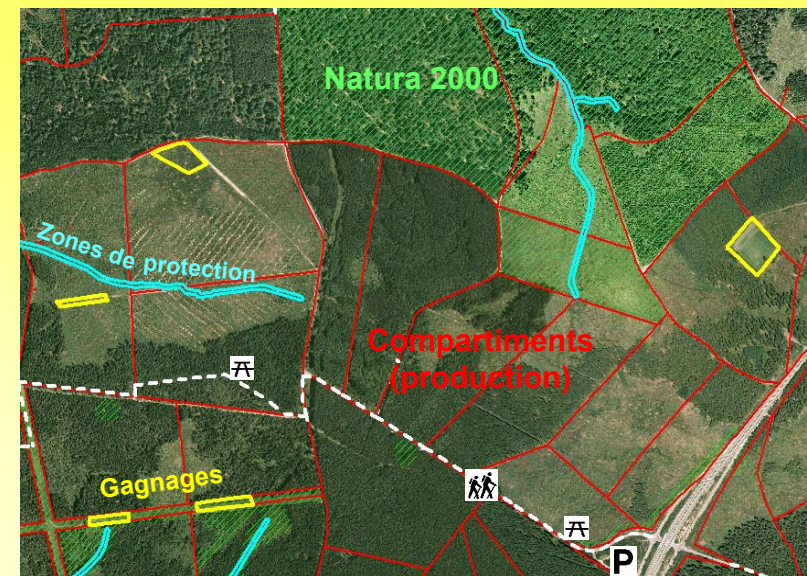 Natura 2000
Zones de protection
Compartiments
(production)
Gagnages
P